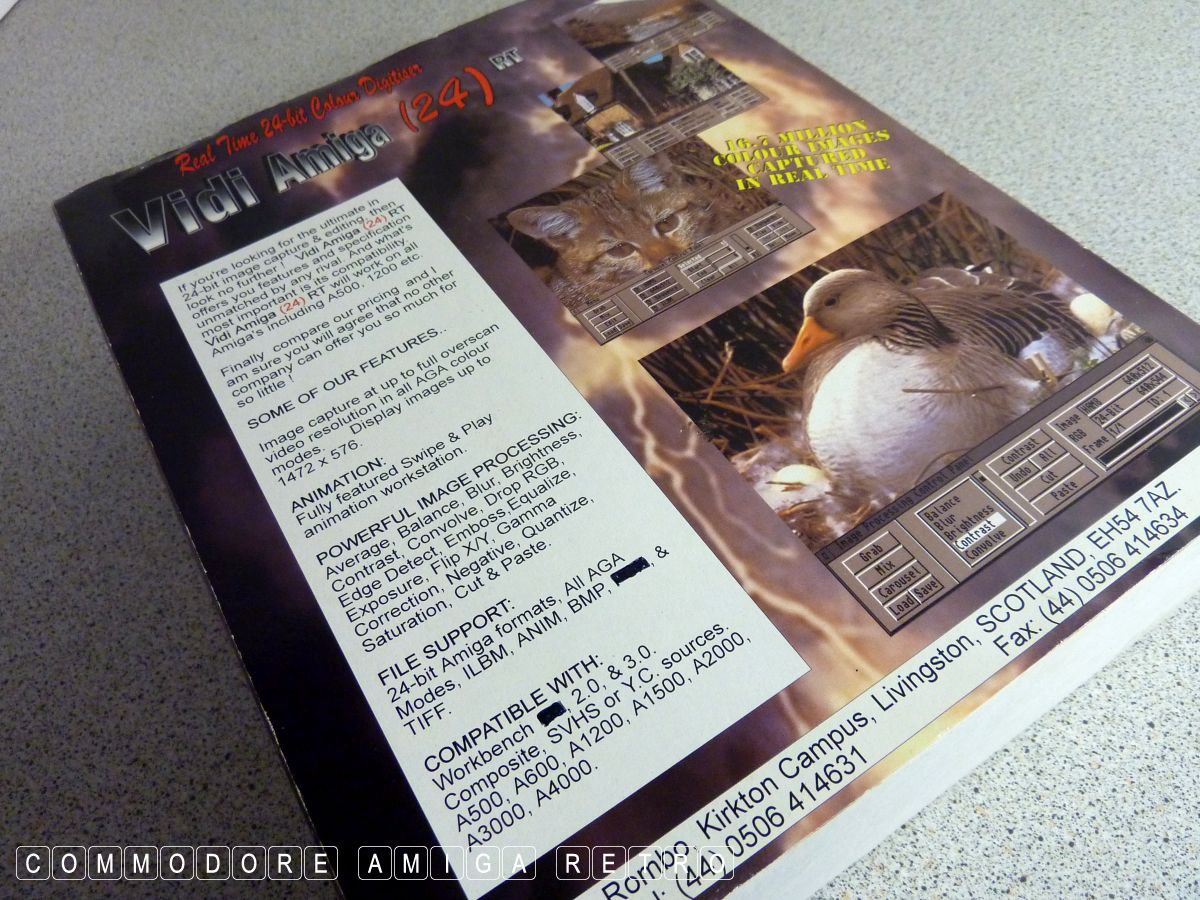 Real Time 24-bit Colour Digitiser
Vidi Amiga (24) RT
If you're looking for the ultimate in
24-bit image capture & editing, then
look no further ! Vidi Amiga (24) RT
offers you features and specification
unmatched by any rival. And what's
most important is its compatibility
Vidi Amiga (24) RT will work on all
Amiga's including A500, 1200 etc.
Finally compare our pricing and I
am sure you will agree that no other
company can offer you so much for
so little !
SOME OF OUR FEATURES..
Image capture at up to full overscan
video resolution in all AGA colour
modes. Display images up to
1472 x 576.
ANIMATION:
Fully featured Swipe & Play
animation workstation.
POWERFUL IMAGE PROCESSING:
Average, Balance, Blur, Brightness,
Contrast, Convolve, Drop RGB,
Edge Detect, Emboss Equalize,
Exposure, Flip X/Y, Gamma
Correction, Negative, Quantize,
Saturation, Cut & Paste.
FILE SUPPORT:
24-bit Amiga formats, All AGA
Modes, ILBM, ANIM, BMP, &
TIFF.
COMPATIBLE WITH:
Workbench 2.0, & 3.0.
Composite, SVHS or Y.C. sources.
A500, A600, A1200, A1500, A2000,
A3000, A4000.
16.7 MILLION
COLOUR IMAGES
CAPTURED
IN REAL TIME
Image Processing Control Panel
Grab
Mix
Carousel
Load Save
Balance
Blur
Brightness
Contrast
Convolve
Contrast
Undo All
Cut
Paste
Image HAM8
RGB 24-Bit
Frame 1/1
Rombo, Kirkton Campus, Livingston, SCOTLAND, EH54 7AZ
(44) 0506 414631
Fax: (44) 0506 414634
COMMODORE AMIGA RETRO